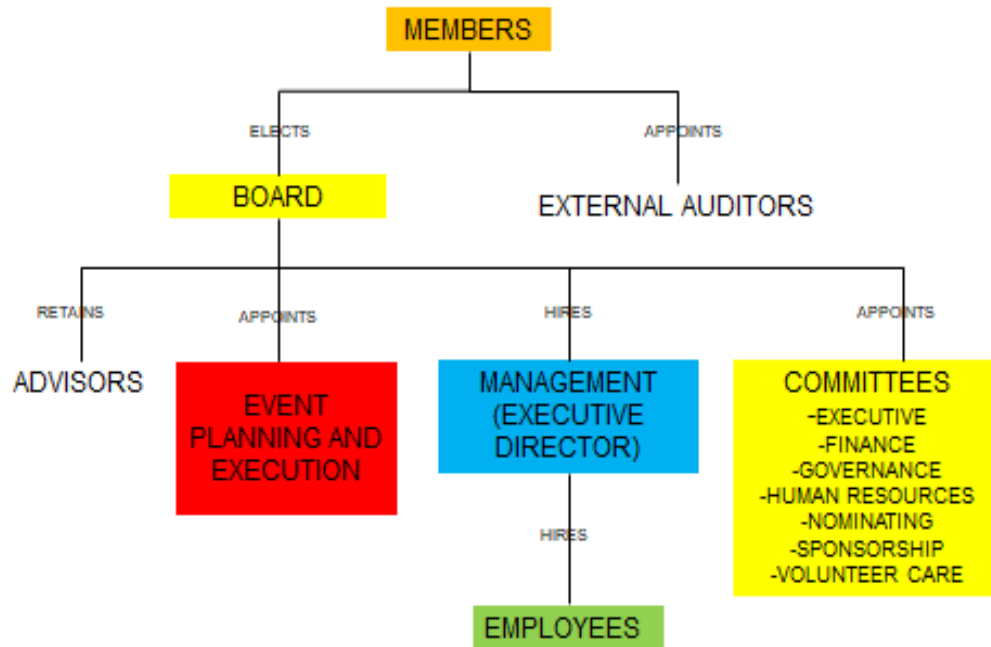 MEMBERS
ELECTS
APPOINTS
BOARD
EXTERNAL AUDITORS
RETAINS
APPOINTS
HIRES
APPOINTS
ADVISORS
EVENT
PLANNING AND
EXECUTION
MANAGEMENT
(EXECUTIVE
DIRECTOR)
COMMITTEES
-EXECUTIVE
-FINANCE
-GOVERNANCE
-HUMAN RESOURCES
-NOMINATING
-SPONSORSHIP
-VOLUNTEER CARE
HIRES
EMPLOYEES